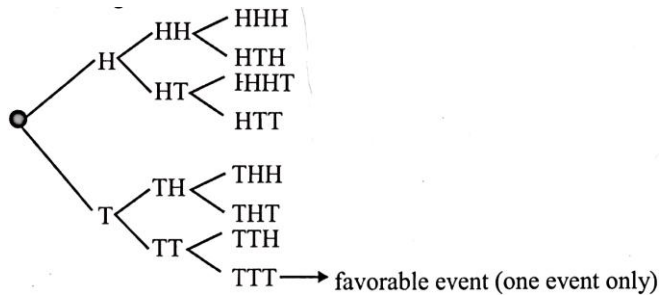 HHH
HH
HTH
H
HHHT
HT
HTT
THH
TH
THT
T
TTH
TT
TTT favorable event (one event only)